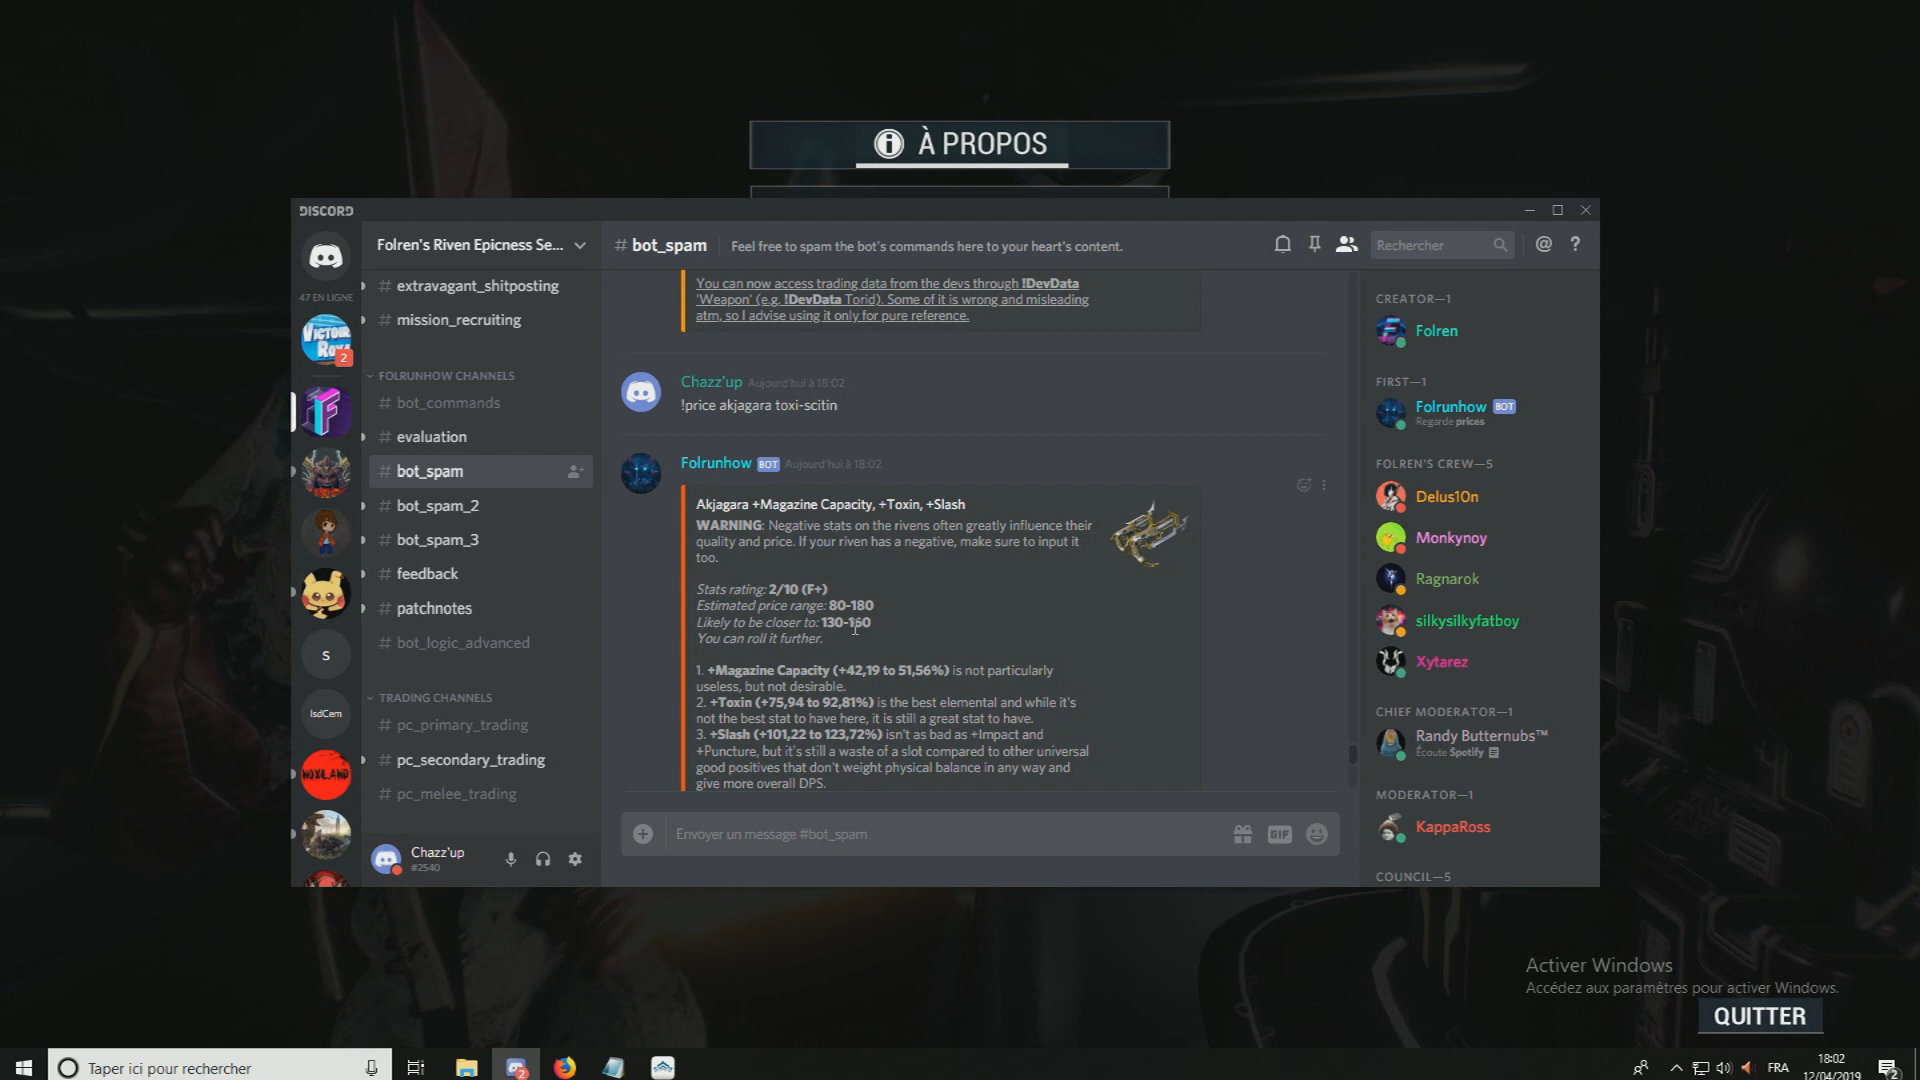 À PROPOS
DISCORD
47 EN LIGNE
VICTOIRE
ROYA
2
S
lsdCem
NOXLAND
Folren's Riven Epicness Se...
# extravagant_shitposting
# mission_recruiting
FOLRUNHOW CHANNELS
# bot_commands
# evaluation
# bot_spam
# bot_spam_2
# bot_spam_3
# feedback
# patchnotes
# bot_logic_advanced
TRADING CHANNELS
# pc_primary_trading
# pc_secondary_trading
# pc_melee_trading
Chazz'up
#2540
# bot_spam
Feel free to spam the bot's commands here to your heart's content.
Rechercher
@ ?
You can now access trading data from the devs through !DevData
'Weapon' (e.g. !DevData Torid). Some of it is wrong and misleading
atm, so I advise using it only for pure reference.
Chazz'up Aujourd'hui à 18:02
!price akjagara toxi-scitin
Folrunhow BOT Aujourd'hui à 18:02
Akjagara +Magazine Capacity, +Toxin, +Slash
WARNING: Negative stats on the rivens often greatly influence their
quality and price. If your riven has a negative, make sure to input it
too.
Stats rating: 2/10 (F+)
Estimated price range: 80-180
Likely to be closer to: 130-160
You can roll it further.
1. +Magazine Capacity (+42,19 to 51,56%) is not particularly
useless, but not desirable.
2. +Toxin (+75,94 to 92,81%) is the best elemental and while it's
not the best stat to have here, it is still a great stat to have.
3. +Slash (+101,22 to 123,72%) isn't as bad as +Impact and
+Puncture, but it's still a waste of a slot compared to other universal
good positives that don't weight physical balance in any way and
give more overall DPS.
Envoyer un message #bot_spam
GIF
CREATOR—1
Folren
FIRST—1
Folrunhow BOT
Regarde prices
FOLREN'S CREW—5
Delus10n
Monkynoy
Ragnarok
silkysilkyfatboy
Xytarez
CHIEF MODERATOR—1
Randy Butternubs™
Écoute Spotify
MODERATOR—1
KappaRoss
COUNCIL—5
Activer Windows
Accédez aux paramètres pour activer Windows.
QUITTER
Taper ici pour rechercher
2
FRA
18:02
12/04/2019
2